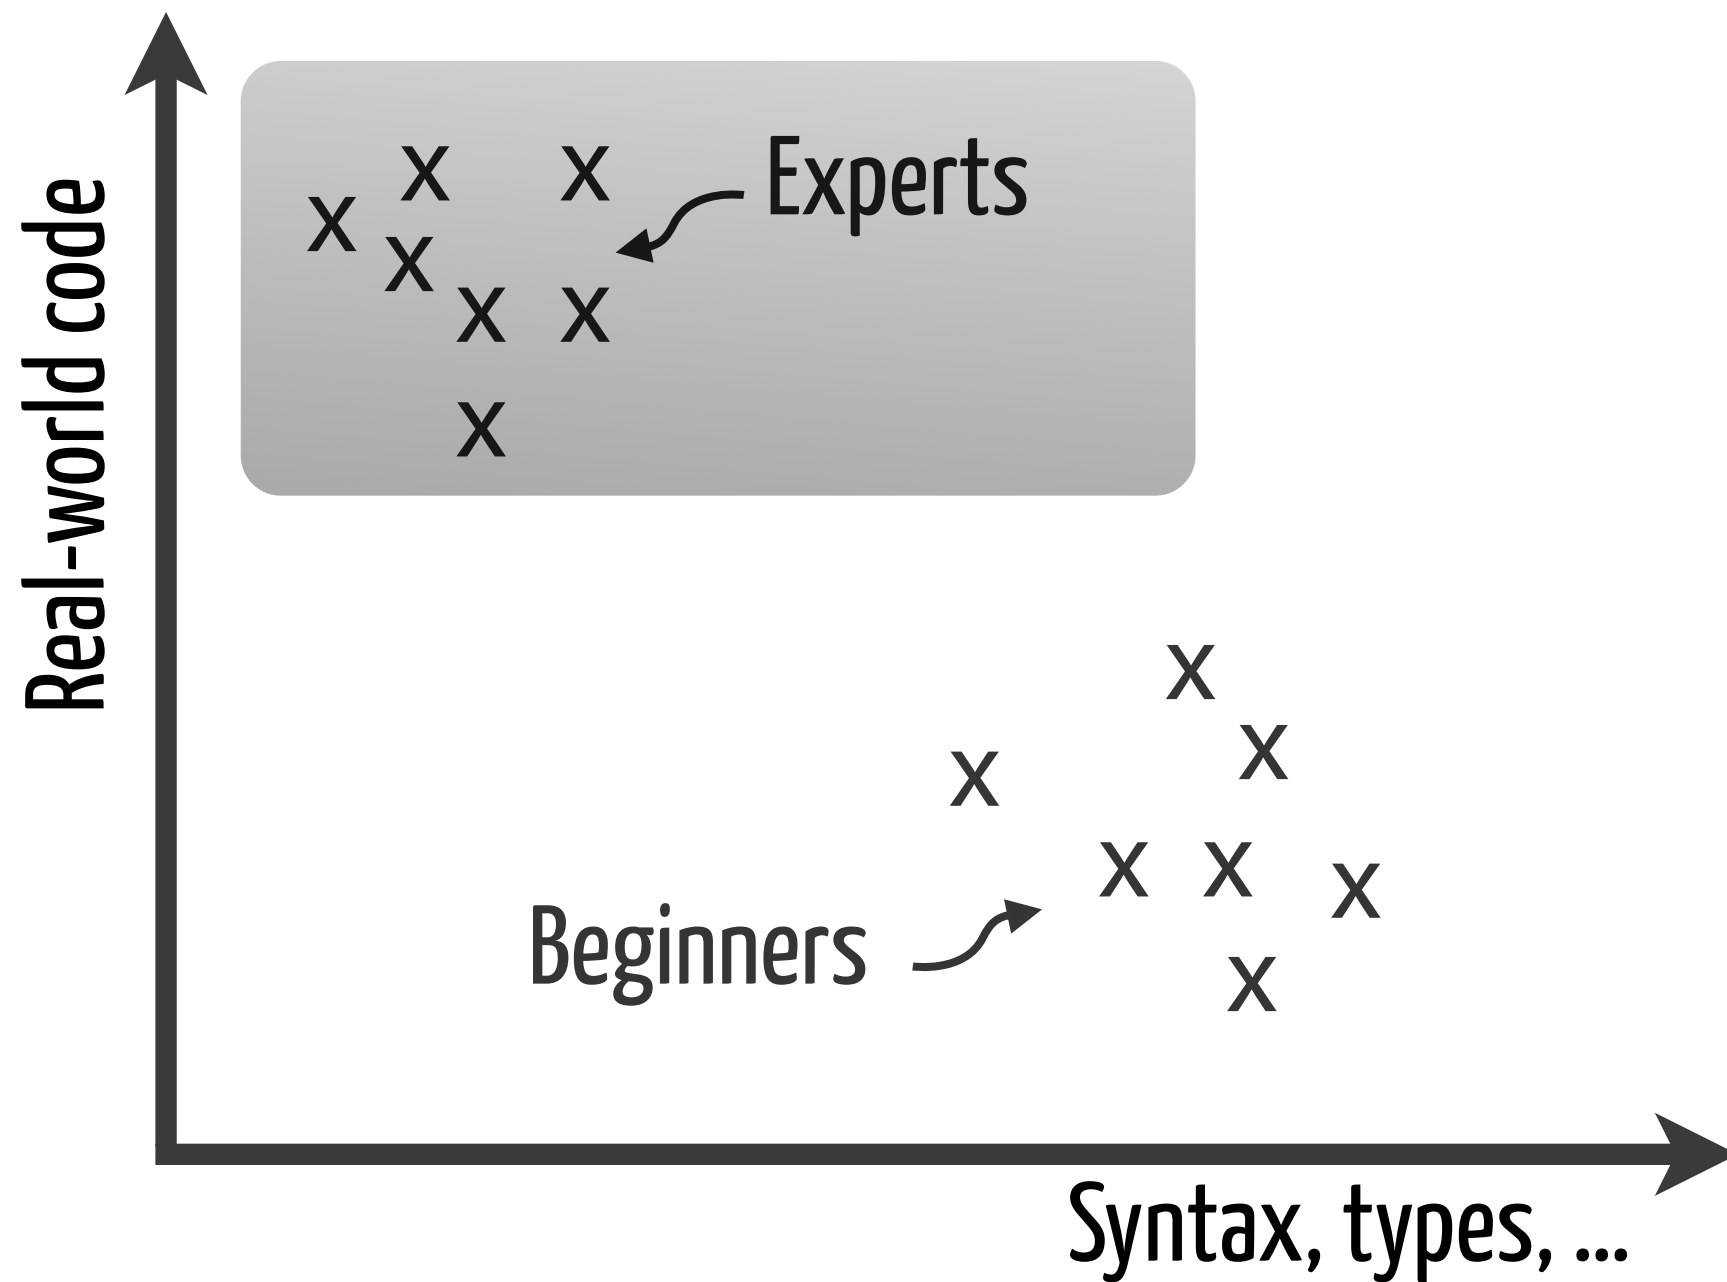 Real-world code
x x
Experts
x
x
x x
x
x
x
x
x x
x
Beginners
x
Syntax, types, ...